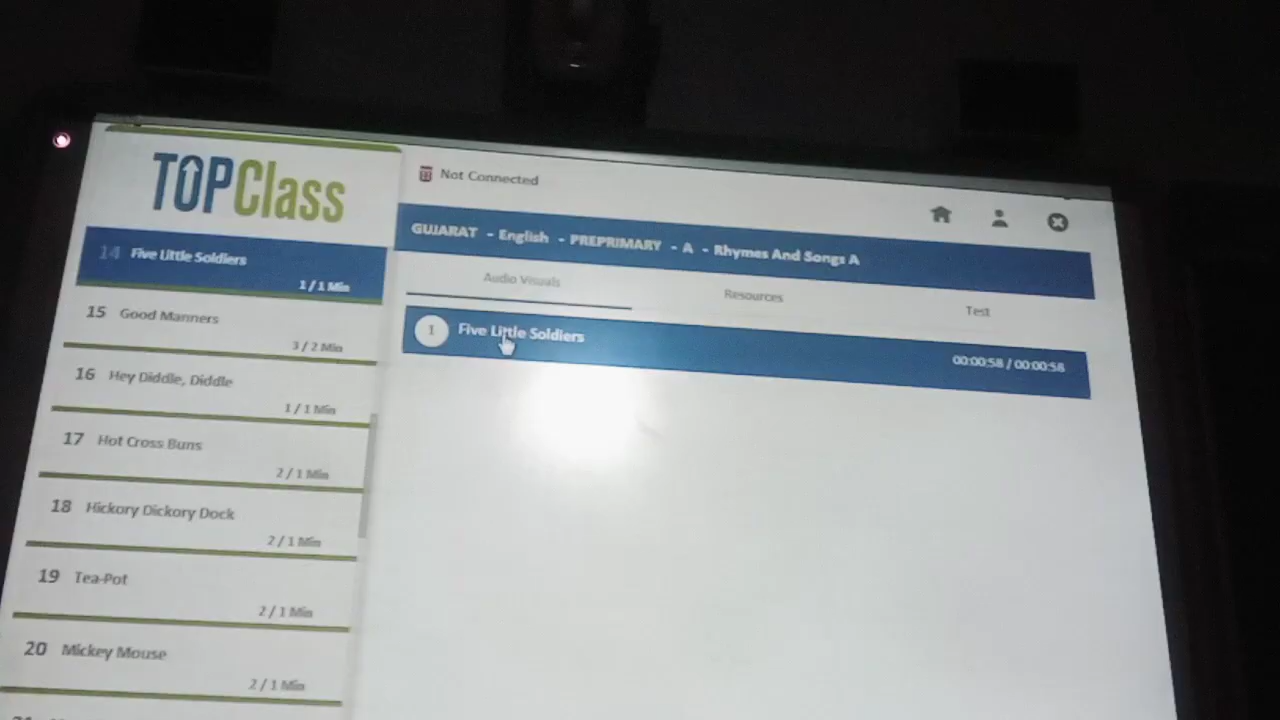 TOPClass
Not Connected
GUJARAT - English - PREPRIMARY - A - Rhymes And Songs A
Audio Visuals
Resources
Test
1 Five Little Soldiers
00:00:58 / 00:00:58
14 Five Little Soldiers
1 / 1 Min
15 Good Manners
3 / 2 Min
16 Hey Diddle, Diddle
1 / 1 Min
17 Hot Cross Buns
2 / 1 Min
18 Hickory Dickory Dock
2 / 1 Min
19 Tea-Pot
2 / 1 Min
20 Mickey Mouse
2 / 1 Min